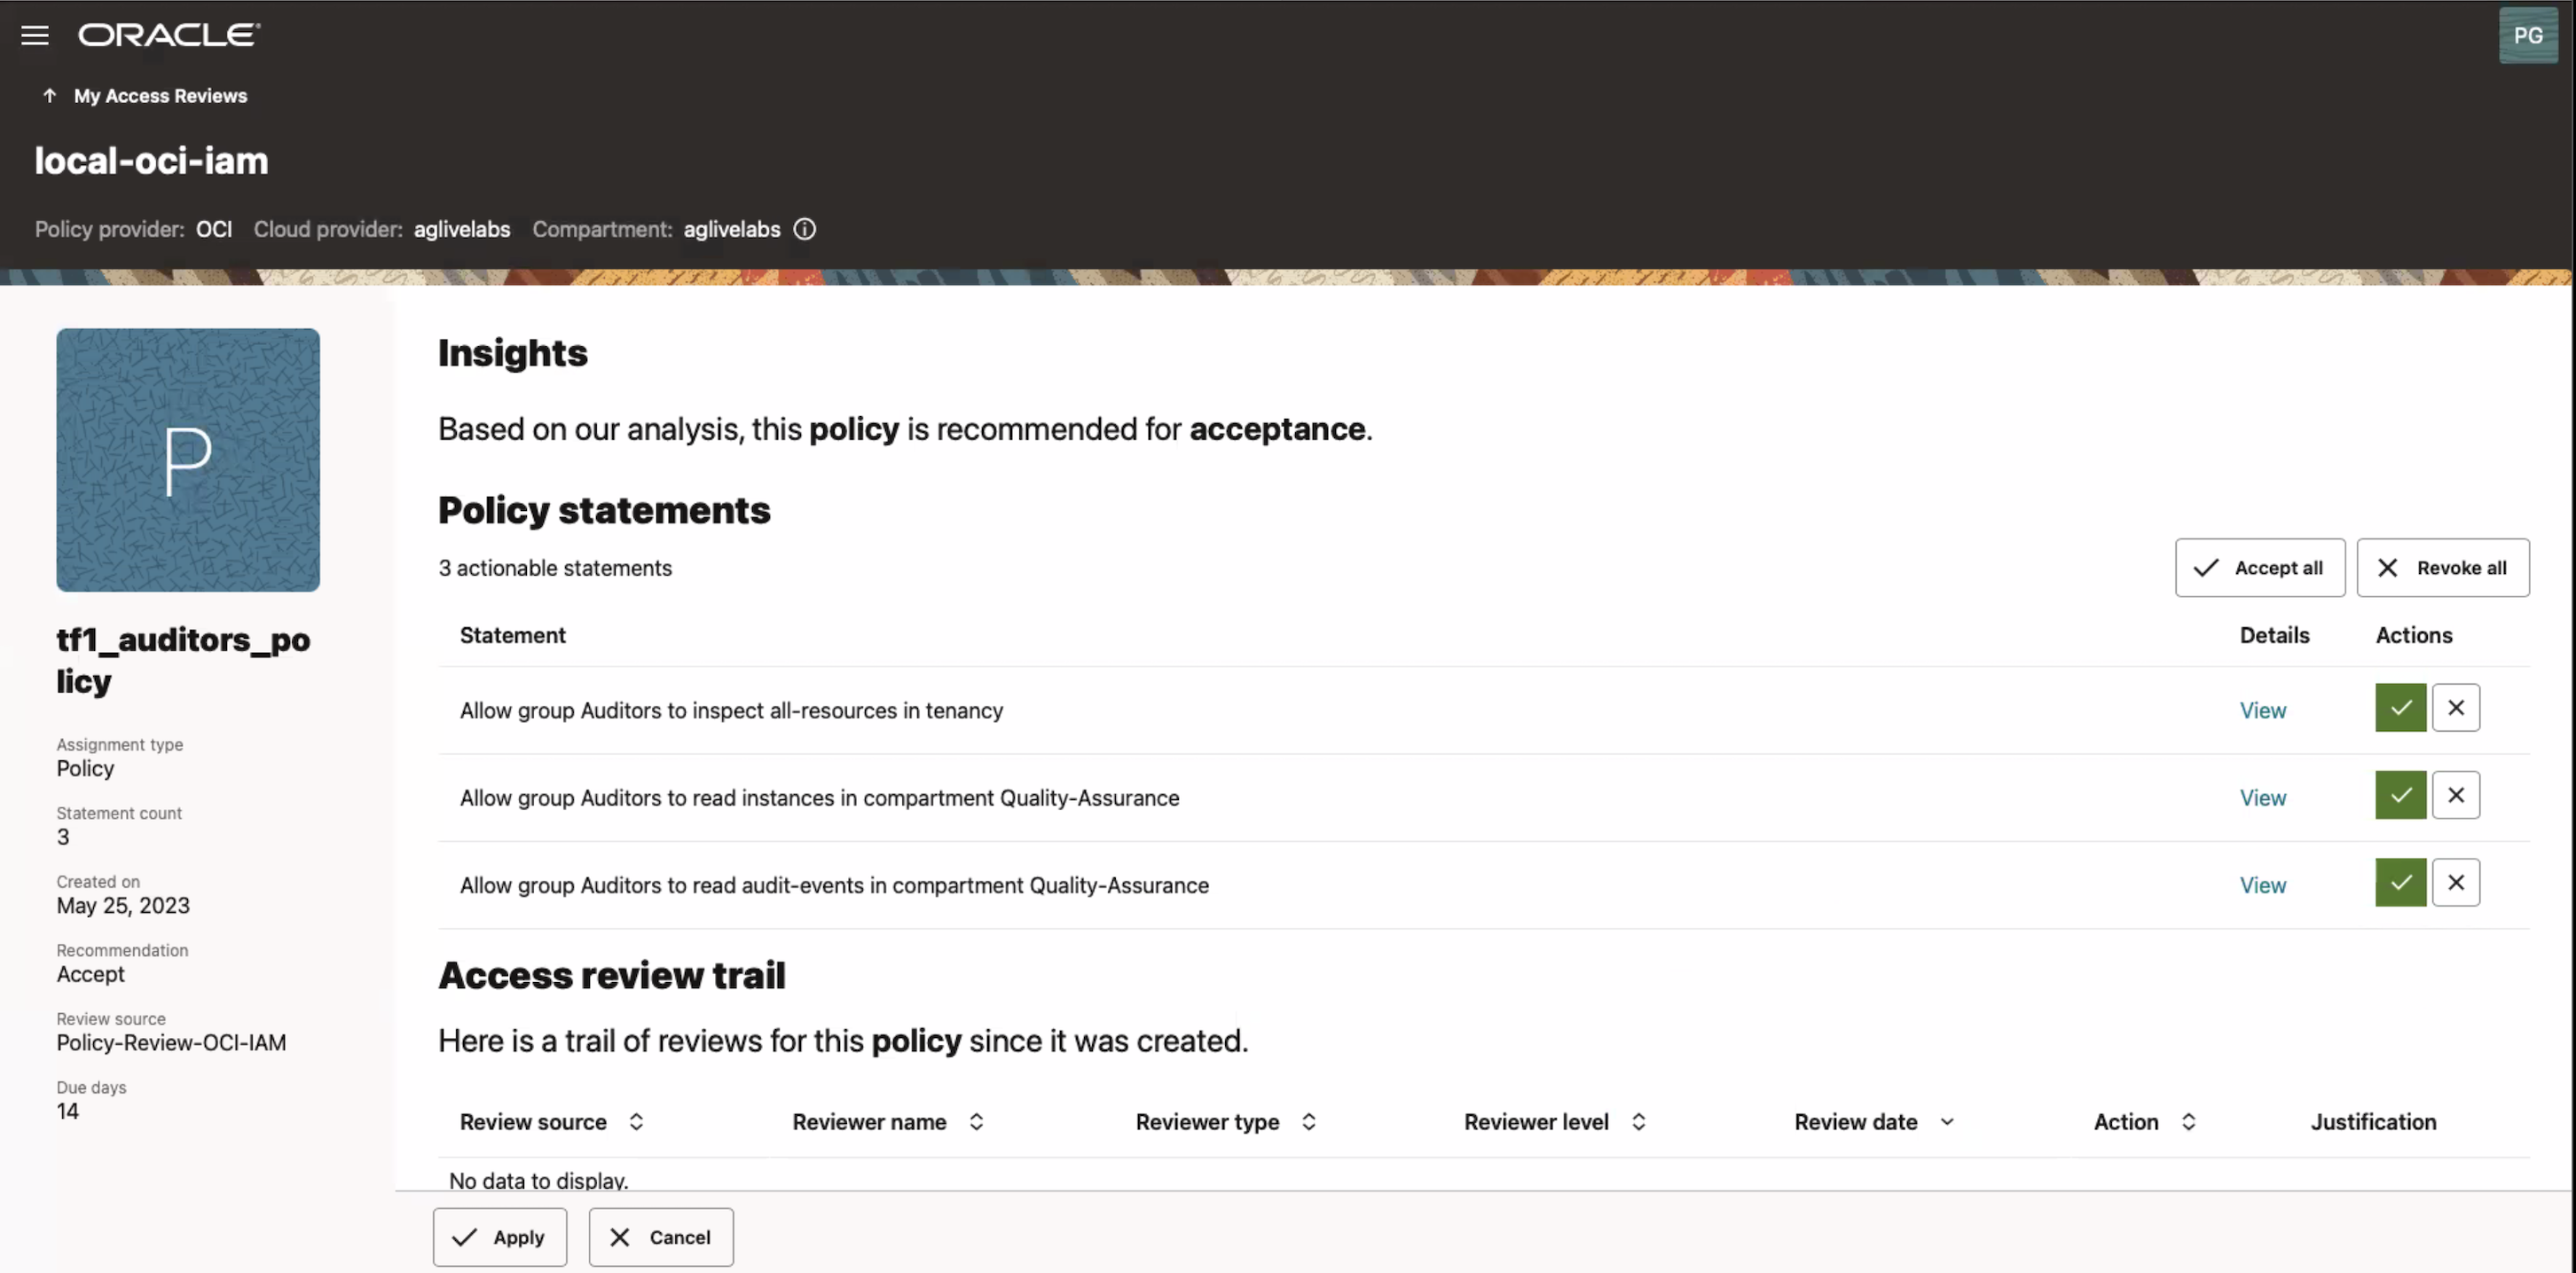 ORACLE
PG
My Access Reviews
local-oci-iam
Policy provider: OCI Cloud provider: aglivelabs Compartment: aglivelabs
P
tf1_auditors_po
licy
Assignment type
Policy
Statement count
3
Created on
May 25, 2023
Recommendation
Accept
Review source
Policy-Review-OCI-IAM
Due days
14
Insights
Based on our analysis, this policy is recommended for acceptance.
Policy statements
3 actionable statements
Accept all
Revoke all
Statement Details Actions
Allow group Auditors to inspect all-resources in tenancy View
Allow group Auditors to read instances in compartment Quality-Assurance View
Allow group Auditors to read audit-events in compartment Quality-Assurance View
Access review trail
Here is a trail of reviews for this policy since it was created.
Review source Reviewer name Reviewer type Reviewer level Review date Action Justification
No data to display.
Apply
Cancel